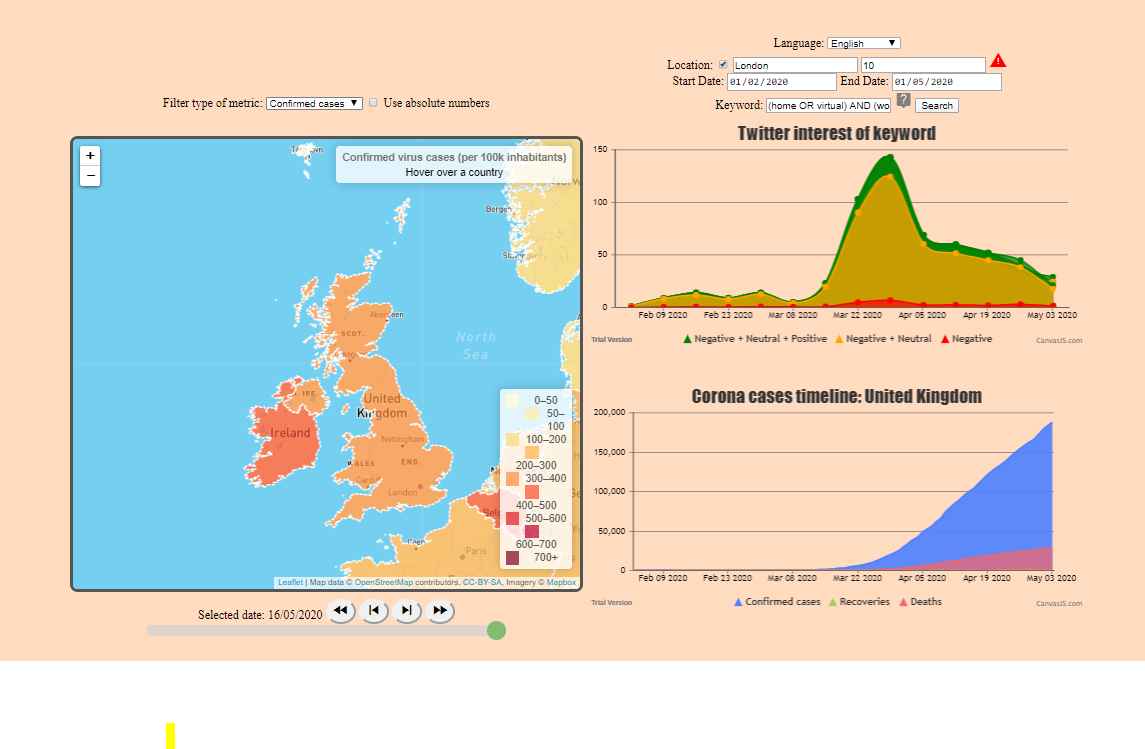 Language: English
Location: London 10
Start Date: 01/02/2020 End Date: 01/05/2020
Keyword: (home OR virtual) AND (wo ? Search
Filter type of metric: Confirmed cases Use absolute numbers
+
−
Confirmed virus cases (per 100k inhabitants)
Hover over a country
Bergen
Aberdeen
SCOT.
North
Sea
IRE
United
Kingdom
Ireland
Nottingham
WALES
ENG.
Cardiff
London
Caen
Paris
0–50
50–
100
100–200
200–300
300–400
400–500
500–600
600–700
700+
Leaflet | Map data © OpenStreetMap contributors, CC-BY-SA, Imagery © Mapbox
Selected date: 16/05/2020
Twitter interest of keyword
150
100
50
0
Feb 09 2020 Feb 23 2020 Mar 08 2020 Mar 22 2020 Apr 05 2020 Apr 19 2020 May 03 2020
Trial Version Negative + Neutral + Positive Negative + Neutral Negative CanvasJS.com
Corona cases timeline: United Kingdom
200,000
150,000
100,000
50,000
0
Feb 09 2020 Feb 23 2020 Mar 08 2020 Mar 22 2020 Apr 05 2020 Apr 19 2020 May 03 2020
Trial Version Confirmed cases Recoveries Deaths CanvasJS.com